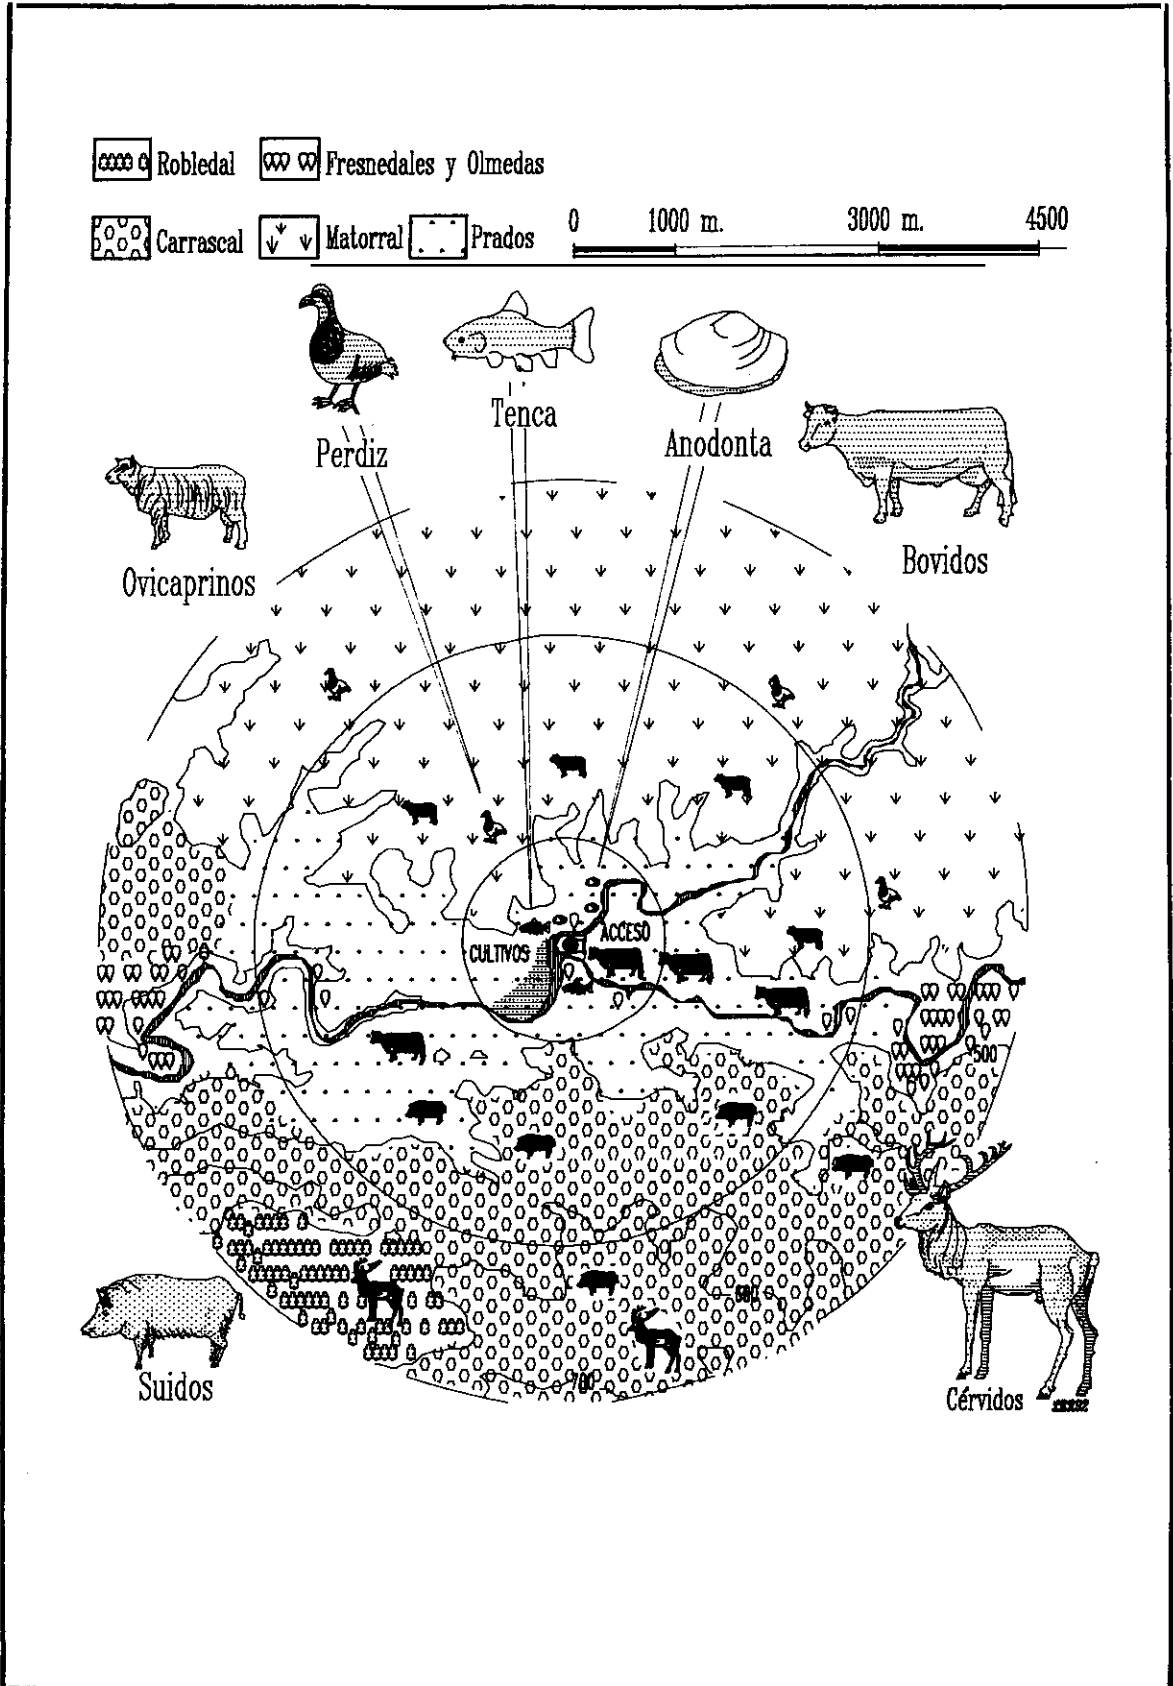 Robledal
Fresnedales y Olmedas
Carrascal
Matorral
Prados
0 1000 m. 3000 m. 4500
Tenca
Perdiz
Anodonta
Ovicaprinos
Bovidos
CULTIVOS
ACCESO
500
700
Suidos
Cérvidos